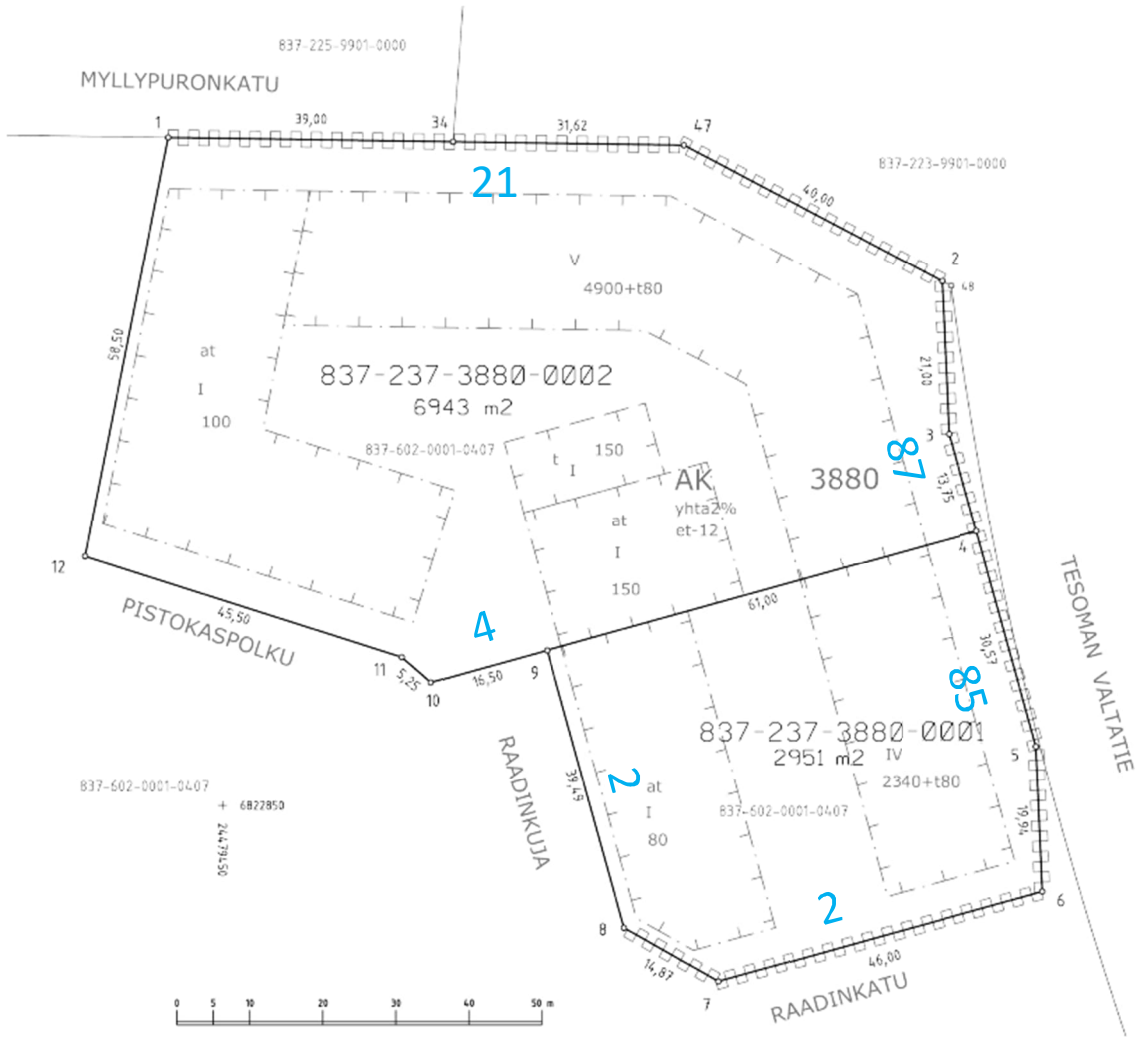 837-225-9901-0000
MYLLYPURONKATU
1
39,00
34
31,62
47
837-223-9901-0000
21
40,00
2
48
V
4900+t80
58,50
at
I
100
837-237-3880-0002
6943 m2
837-602-0001-0407
21,00
3
87
13,75
t
I
150
AK
yhta2%
et-12
3880
at
I
150
4
12
45,50
PISTOKASPOLKU
11
5,25
10
4
16,50
9
61,00
30,57
TESOMAN VALTATIE
85
837-237-3880-0001
2951 m2
IV
2340+t80
5
837-602-0001-0407
19,94
RAADINKUJA
39,49
2
at
I
80
837-602-0001-0407
6822850
24479450
2
6
8
14,87
7
46,00
RAADINKATU
0 5 10 20 30 40 50 m